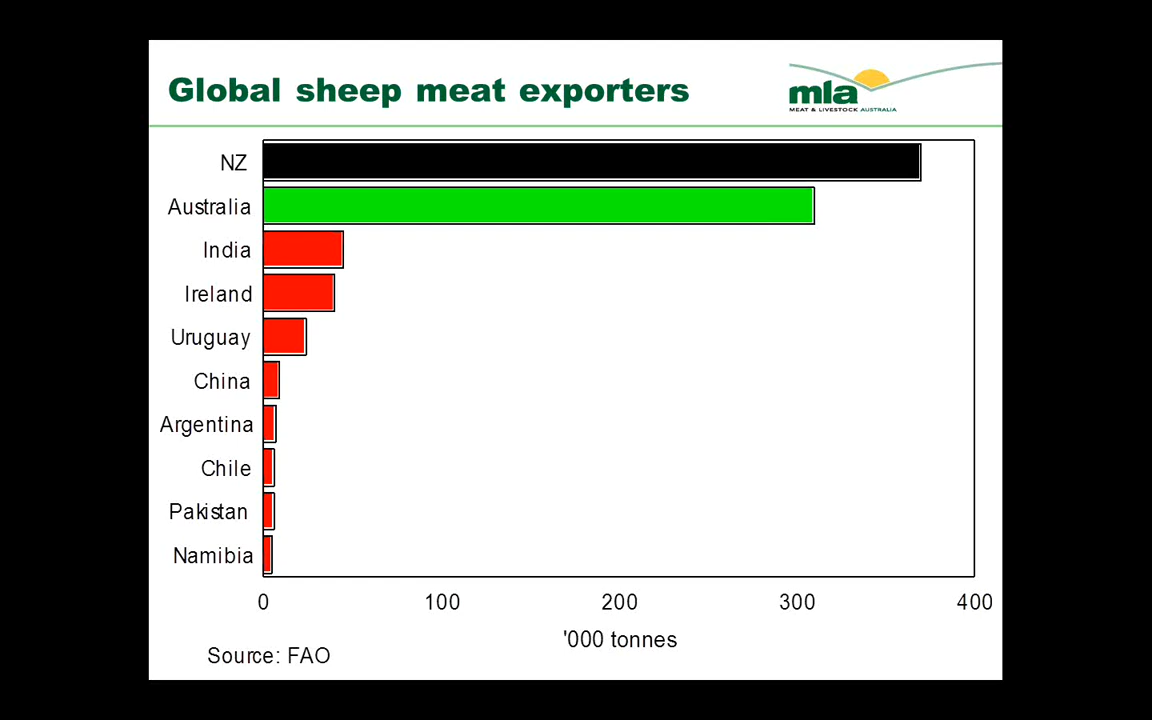 Global sheep meat exporters
mla
MEAT & LIVESTOCK AUSTRALIA
NZ
Australia
India
Ireland
Uruguay
China
Argentina
Chile
Pakistan
Namibia
0 100 200 300 400
'000 tonnes
Source: FAO